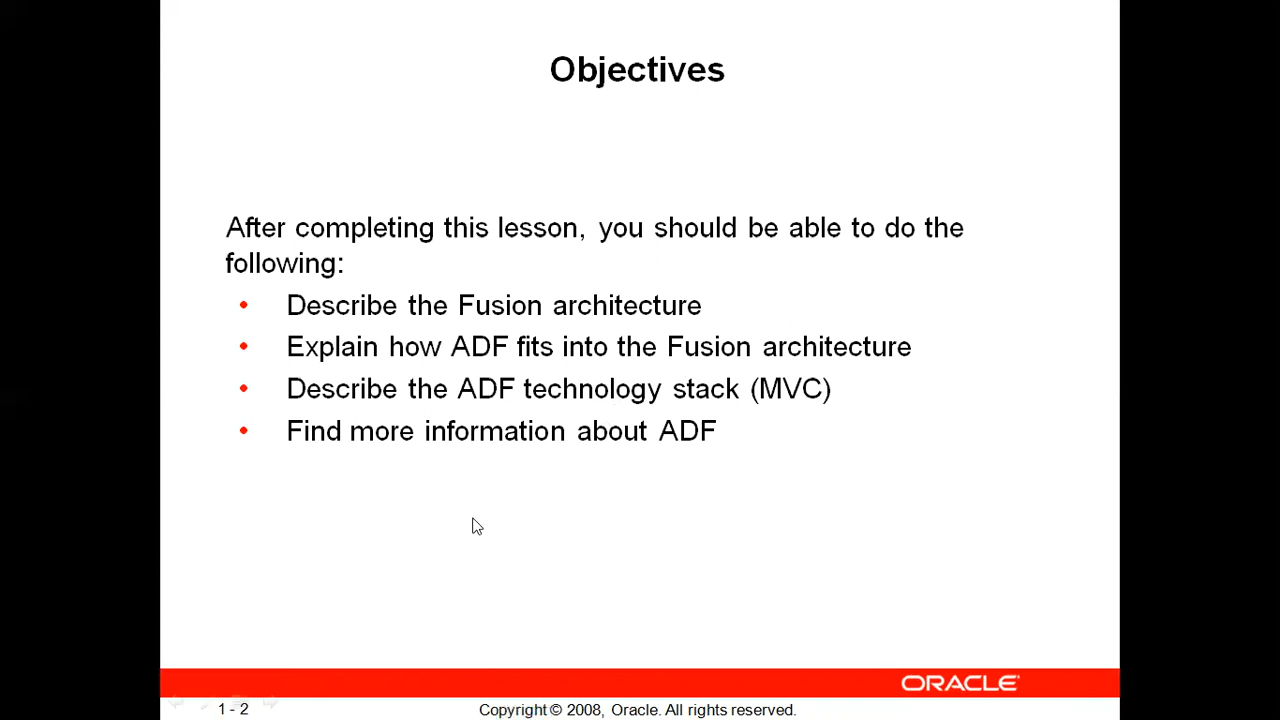 Objectives
After completing this lesson, you should be able to do the
following:
• Describe the Fusion architecture
• Explain how ADF fits into the Fusion architecture
• Describe the ADF technology stack (MVC)
• Find more information about ADF
ORACLE
1 - 2
Copyright © 2008, Oracle. All rights reserved.